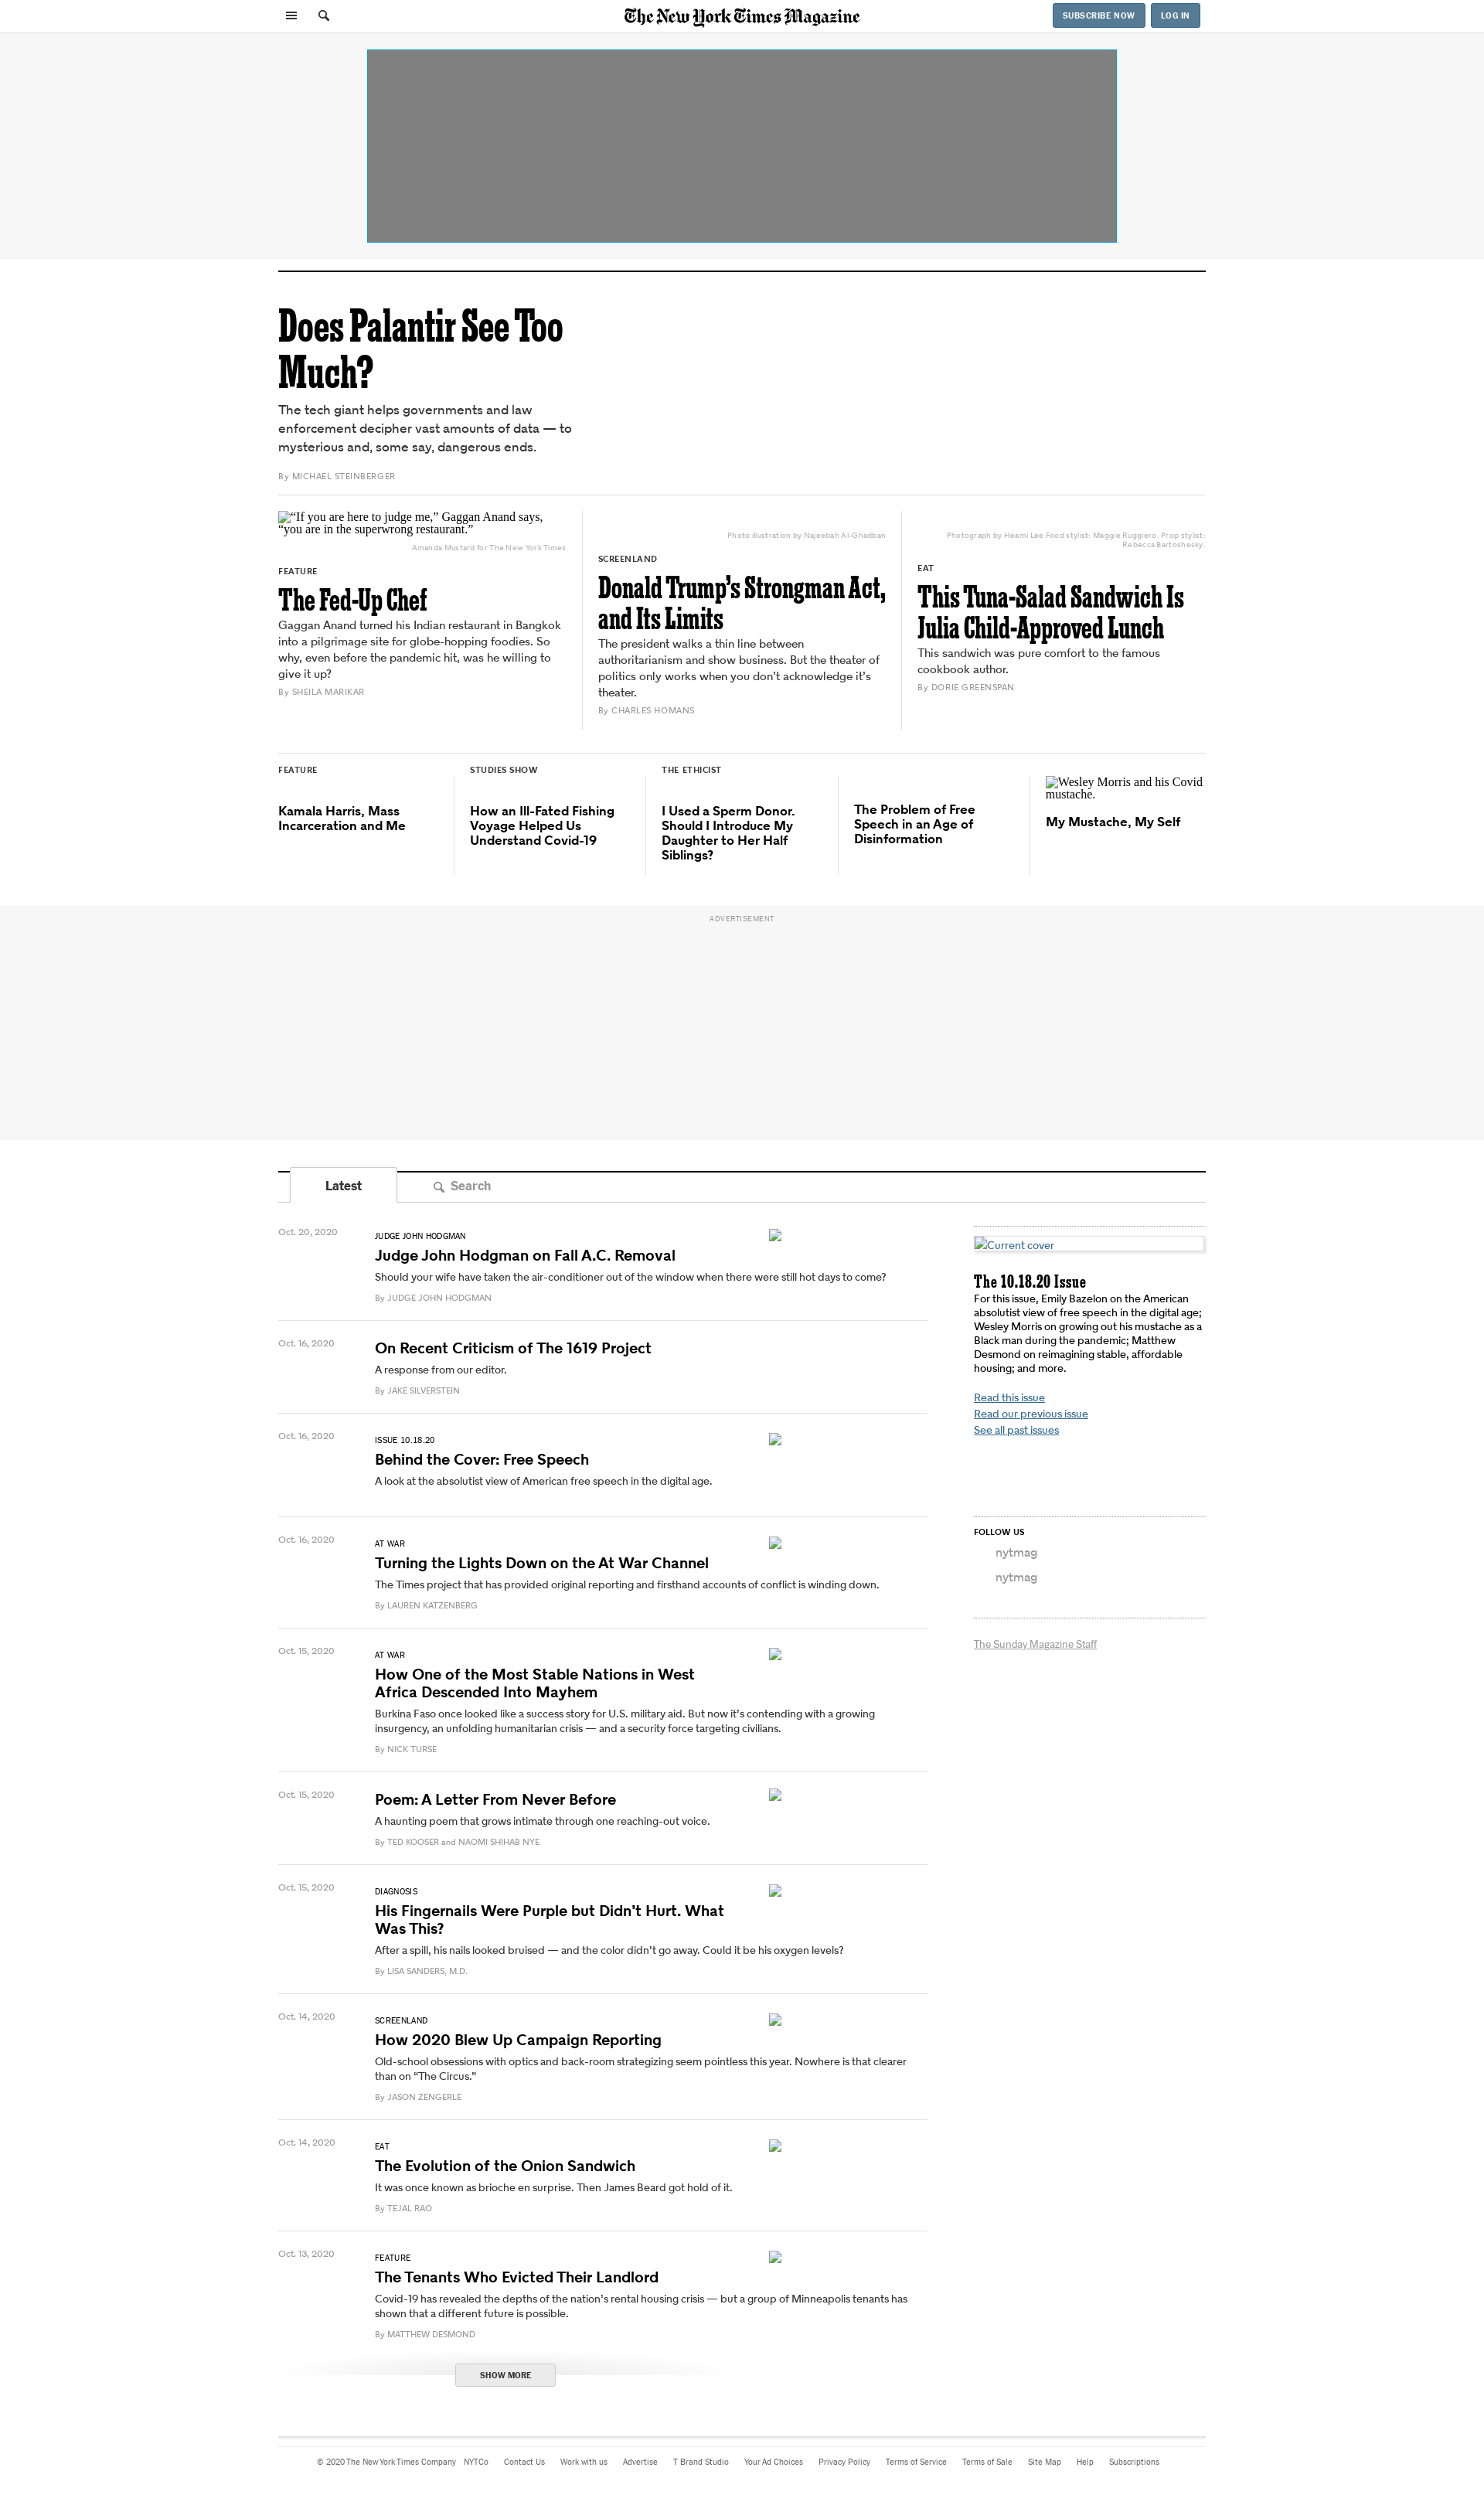 The New York Times Magazine
SUBSCRIBE NOW
LOG IN
Does Palantir See Too
Much?
The tech giant helps governments and law
enforcement decipher vast amounts of data — to
mysterious and, some say, dangerous ends.
By MICHAEL STEINBERGER
“If you are here to judge me,” Gaggan Anand says,
“you are in the superwrong restaurant.”
Amanda Mustard for The New York Times
FEATURE
The Fed-Up Chef
Gaggan Anand turned his Indian restaurant in Bangkok
into a pilgrimage site for globe-hopping foodies. So
why, even before the pandemic hit, was he willing to
give it up?
By SHEILA MARIKAR
Photo illustration by Najeebah Al-Ghadban
SCREENLAND
Donald Trump’s Strongman Act,
and Its Limits
The president walks a thin line between
authoritarianism and show business. But the theater of
politics only works when you don’t acknowledge it’s
theater.
By CHARLES HOMANS
Photograph by Heami Lee Food stylist: Maggie Ruggiero. Prop stylist:
Rebecca Bartoshesky.
EAT
This Tuna-Salad Sandwich Is
Julia Child-Approved Lunch
This sandwich was pure comfort to the famous
cookbook author.
By DORIE GREENSPAN
FEATURE
Kamala Harris, Mass
Incarceration and Me
STUDIES SHOW
How an Ill-Fated Fishing
Voyage Helped Us
Understand Covid-19
THE ETHICIST
I Used a Sperm Donor.
Should I Introduce My
Daughter to Her Half
Siblings?
The Problem of Free
Speech in an Age of
Disinformation
Wesley Morris and his Covid
mustache.
My Mustache, My Self
ADVERTISEMENT
Latest
Search
Oct. 20, 2020
JUDGE JOHN HODGMAN
Judge John Hodgman on Fall A.C. Removal
Should your wife have taken the air-conditioner out of the window when there were still hot days to come?
By JUDGE JOHN HODGMAN
Oct. 16, 2020
On Recent Criticism of The 1619 Project
A response from our editor.
By JAKE SILVERSTEIN
Oct. 16, 2020
ISSUE 10.18.20
Behind the Cover: Free Speech
A look at the absolutist view of American free speech in the digital age.
Oct. 16, 2020
AT WAR
Turning the Lights Down on the At War Channel
The Times project that has provided original reporting and firsthand accounts of conflict is winding down.
By LAUREN KATZENBERG
Oct. 15, 2020
AT WAR
How One of the Most Stable Nations in West
Africa Descended Into Mayhem
Burkina Faso once looked like a success story for U.S. military aid. But now it’s contending with a growing
insurgency, an unfolding humanitarian crisis — and a security force targeting civilians.
By NICK TURSE
Oct. 15, 2020
Poem: A Letter From Never Before
A haunting poem that grows intimate through one reaching-out voice.
By TED KOOSER and NAOMI SHIHAB NYE
Oct. 15, 2020
DIAGNOSIS
His Fingernails Were Purple but Didn’t Hurt. What
Was This?
After a spill, his nails looked bruised — and the color didn’t go away. Could it be his oxygen levels?
By LISA SANDERS, M.D.
Oct. 14, 2020
SCREENLAND
How 2020 Blew Up Campaign Reporting
Old-school obsessions with optics and back-room strategizing seem pointless this year. Nowhere is that clearer
than on “The Circus.”
By JASON ZENGERLE
Oct. 14, 2020
EAT
The Evolution of the Onion Sandwich
It was once known as brioche en surprise. Then James Beard got hold of it.
By TEJAL RAO
Oct. 13, 2020
FEATURE
The Tenants Who Evicted Their Landlord
Covid-19 has revealed the depths of the nation’s rental housing crisis — but a group of Minneapolis tenants has
shown that a different future is possible.
By MATTHEW DESMOND
SHOW MORE
Current cover
The 10.18.20 Issue
For this issue, Emily Bazelon on the American
absolutist view of free speech in the digital age;
Wesley Morris on growing out his mustache as a
Black man during the pandemic; Matthew
Desmond on reimagining stable, affordable
housing; and more.
Read this issue
Read our previous issue
See all past issues
FOLLOW US
nytmag
nytmag
The Sunday Magazine Staff
© 2020 The New York Times Company NYTCo Contact Us Work with us Advertise T Brand Studio Your Ad Choices Privacy Policy Terms of Service Terms of Sale Site Map Help Subscriptions